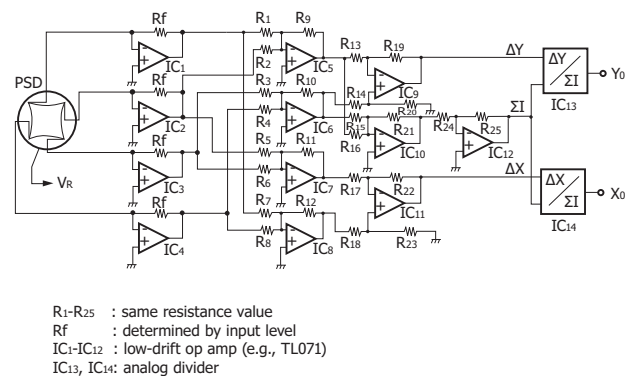 Rf R1 R9 R13 R19 ΔY
PSD IC1 R2 IC5 ΔY ΣI Y0
Rf R3 R10 R14 IC9 IC13
IC2 R4 IC6 R15 R20 R24 ΣI
R16 R21 R25
Rf R5 R11 IC10 IC12
VR IC3 R6 IC7 R17 R22 ΔX
Rf R7 R12 IC11 ΔX ΣI X0
IC4 R8 IC8 R18 R23 IC14
R1-R25 : same resistance value
Rf : determined by input level
IC1-IC12 : low-drift op amp (e.g., TL071)
IC13, IC14: analog divider